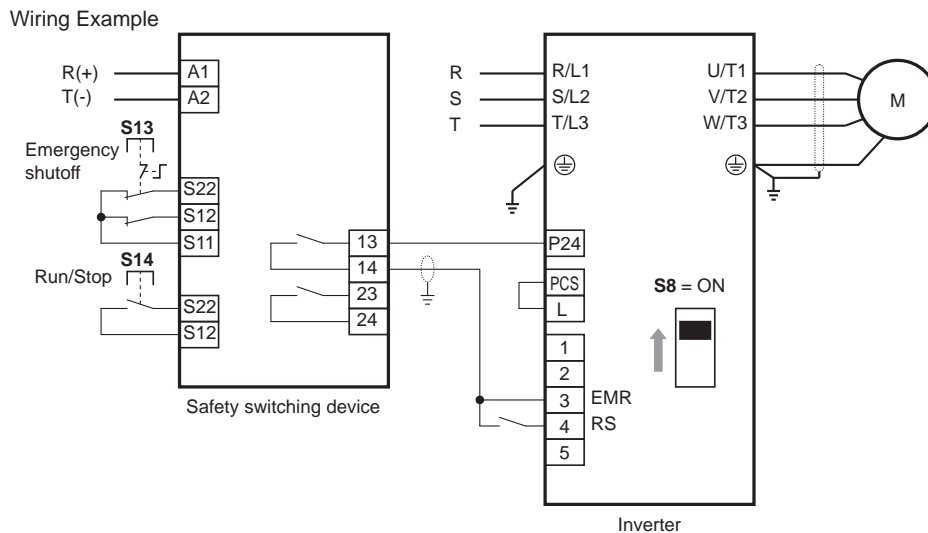 Wiring Example
R(+)
T(-)
A1
A2
S13
Emergency
shutoff
S22
S12
S11
S14
Run/Stop
S22
S12
13
14
23
24
Safety switching device
R
S
T
R/L1
S/L2
T/L3
U/T1
V/T2
W/T3
M
P24
PCS
L
S8 = ON
1
2
3 EMR
4 RS
5
Inverter